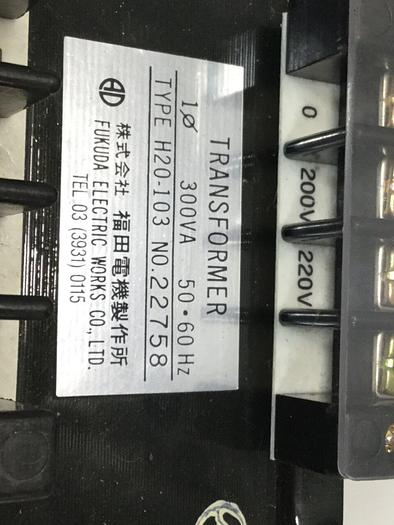 TRANSFORMER
1ø 300VA 50・60Hz
TYPE H20-103 NO.22758
株式会社 福田電機製作所
FUKUDA ELECTRIC WORKS CO., LTD.
TEL. 03 (3931) 0115
0 200V 220V